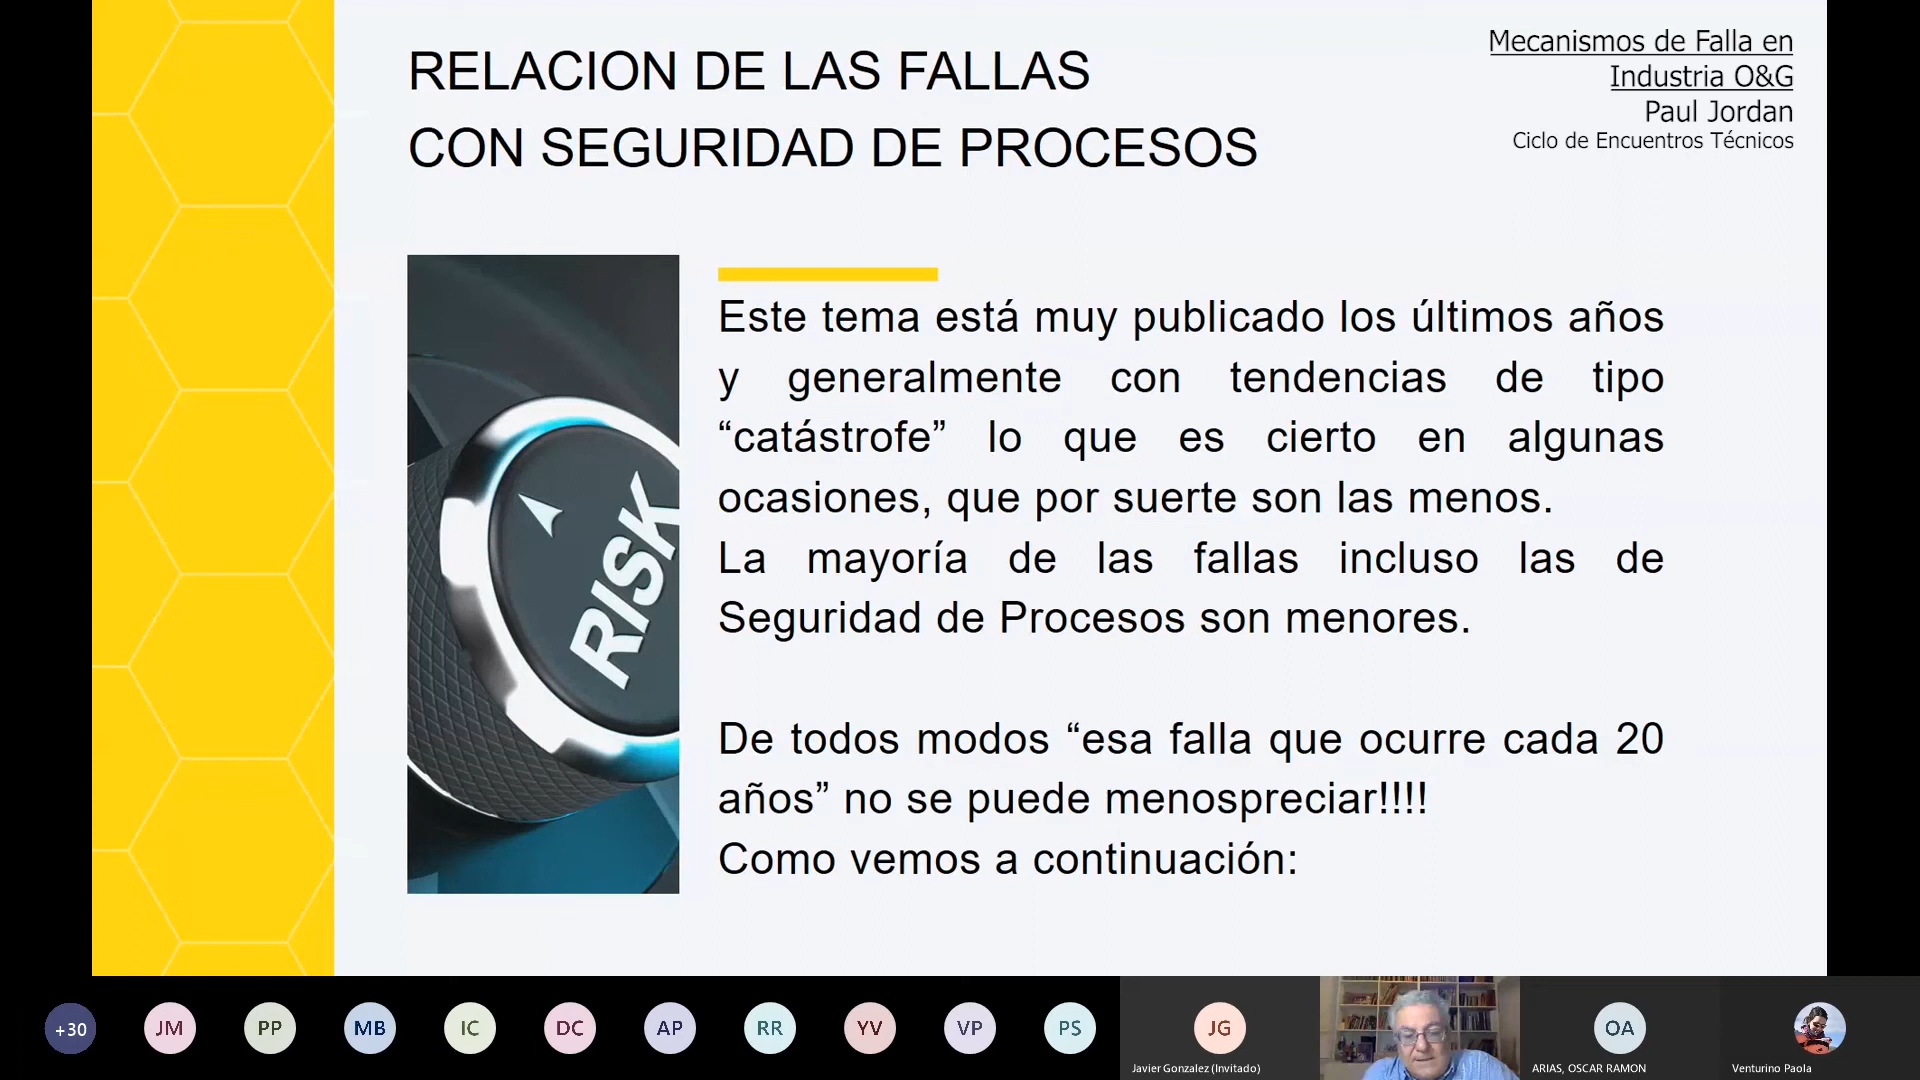 RELACION DE LAS FALLAS
CON SEGURIDAD DE PROCESOS
Mecanismos de Falla en
Industria O&G
Paul Jordan
Ciclo de Encuentros Técnicos
RISK
Este tema está muy publicado los últimos años
y generalmente con tendencias de tipo
“catástrofe” lo que es cierto en algunas
ocasiones, que por suerte son las menos.
La mayoría de las fallas incluso las de
Seguridad de Procesos son menores.
De todos modos “esa falla que ocurre cada 20
años” no se puede menospreciar!!!!
Como vemos a continuación:
+30
JM
PP
MB
IC
DC
AP
RR
YV
VP
PS
JG
OA
Javier Gonzalez (Invitado)
ARIAS, OSCAR RAMON
Venturino Paola